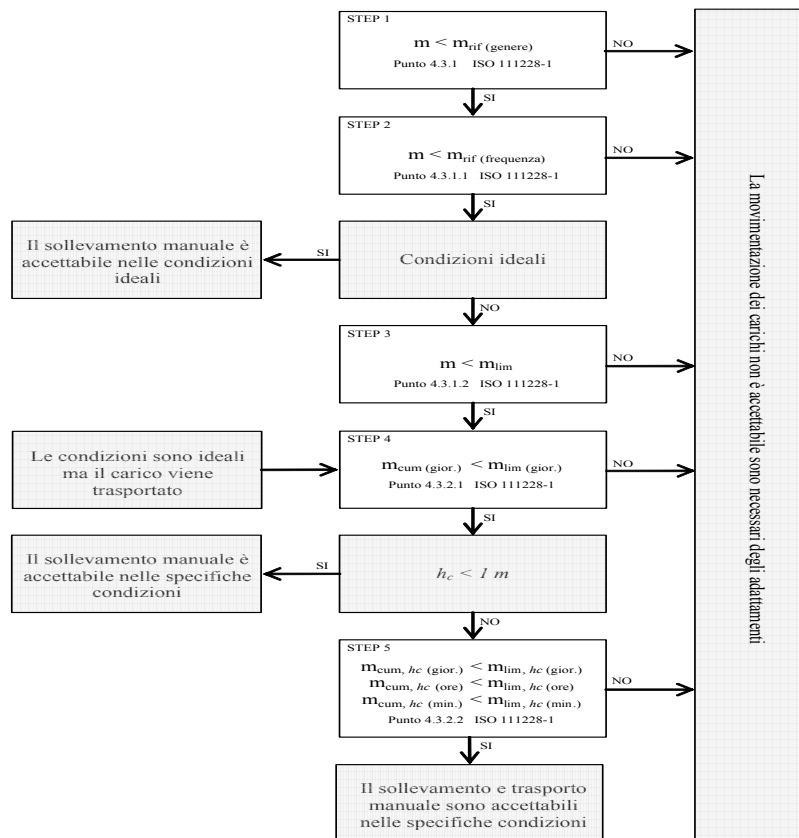 STEP 1
m < mrif (genere)
Punto 4.3.1 ISO 111228-1
NO
SI
STEP 2
m < mrif (frequenza)
Punto 4.3.1.1 ISO 111228-1
NO
SI
Il sollevamento manuale è
accettabile nelle condizioni
ideali
SI
Condizioni ideali
NO
STEP 3
m < mlim
Punto 4.3.1.2 ISO 111228-1
NO
SI
Le condizioni sono ideali
ma il carico viene
trasportato
STEP 4
mcum (gior.) < mlim (gior.)
Punto 4.3.2.1 ISO 111228-1
NO
SI
Il sollevamento manuale è
accettabile nelle specifiche
condizioni
SI
hc < 1 m
NO
STEP 5
mcum, hc (gior.) < mlim, hc (gior.)
mcum, hc (ore) < mlim, hc (ore)
mcum, hc (min.) < mlim, hc (min.)
Punto 4.3.2.2 ISO 111228-1
NO
SI
Il sollevamento e trasporto
manuale sono accettabili
nelle specifiche condizioni
La movimentazione dei carichi non è accettabile sono necessari degli adattamenti